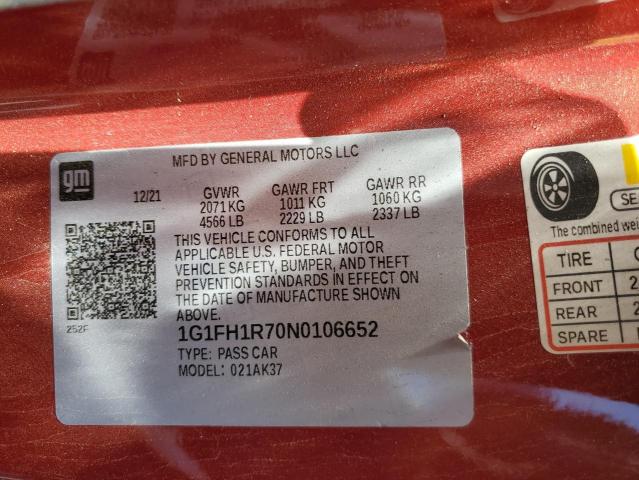 gm
MFD BY GENERAL MOTORS LLC
12/21 GVWR GAWR FRT GAWR RR
2071 KG 1011 KG 1060 KG
4566 LB 2229 LB 2337 LB
THIS VEHICLE CONFORMS TO ALL
APPLICABLE U.S. FEDERAL MOTOR
VEHICLE SAFETY, BUMPER, AND THEFT
PREVENTION STANDARDS IN EFFECT ON
THE DATE OF MANUFACTURE SHOWN
ABOVE.
252F
1G1FH1R70N0106652
TYPE: PASS CAR
MODEL: 021AK37
The combined
TIRE
FRONT 2
REAR 2
SPARE